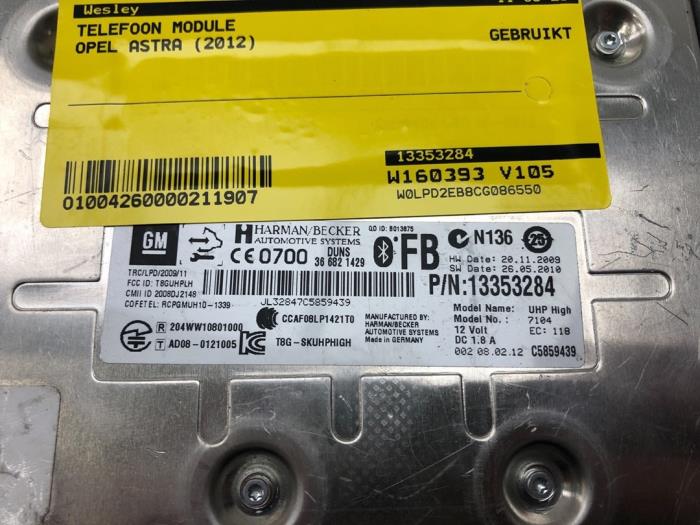 Wesley
TELEFOON MODULE
OPEL ASTRA (2012)
GEBRUIKT
13353284
W160393 V105
W0LPD2EB8CG086550
01004260000211907
GM
HARMAN/BECKER
AUTOMOTIVE SYSTEMS
QD ID: B013875
CE 0700
DUNS
36 682 1429
FB
N136
25
HW Date: 20.11.2009
SW Date: 26.05.2010
TRC/LPD/2009/11
FCC ID: T8GUHPLH
CMII ID 2008DJ2148
COFETEL: RCPGMUH10-1339
JL32847C5859439
P/N:13353284
R 204WW10801000
T AD08-0121005
CCAF08LP1421T0
T8G-SKUHPHIGH
MANUFACTURED BY:
HARMAN/BECKER
AUTOMOTIVE SYSTEMS
Made in GERMANY
Model Name: UHP High
Model No: 7104
12 Volt EC: 118
DC 1.8 A
002 08.02.12 C5859439